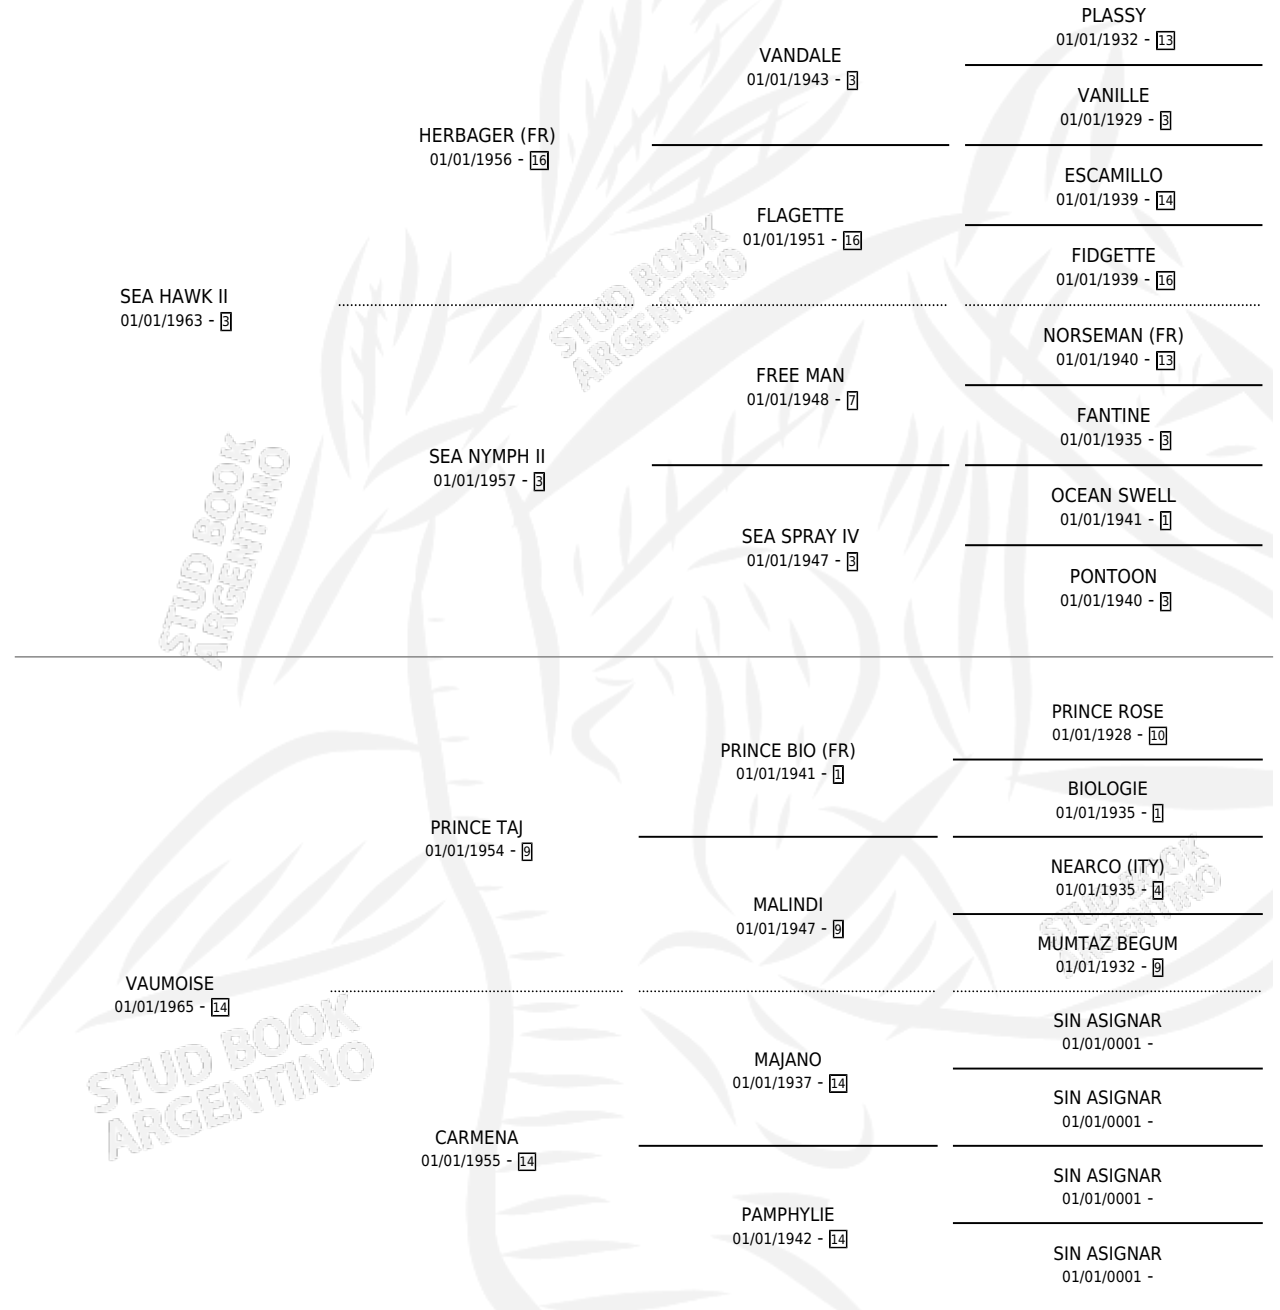 PLASSY
01/01/1932 - 13
VANDALE
01/01/1943 - 3
VANILLE
01/01/1929 - 3
HERBAGER (FR)
01/01/1956 - 16
ESCAMILLO
01/01/1939 - 14
FLAGETTE
01/01/1951 - 16
FIDGETTE
01/01/1939 - 16
SEA HAWK II
01/01/1963 - 3
STUD BOOK
ARGENTINO
NORSEMAN (FR)
01/01/1940 - 13
FREE MAN
01/01/1948 - 7
FANTINE
01/01/1935 - 3
SEA NYMPH II
01/01/1957 - 3
OCEAN SWELL
01/01/1941 - 1
SEA SPRAY IV
01/01/1947 - 3
PONTOON
01/01/1940 - 3
STUD BOOK
ARGENTINO
PRINCE ROSE
01/01/1928 - 10
PRINCE BIO (FR)
01/01/1941 - 1
BIOLOGIE
01/01/1935 - 1
PRINCE TAJ
01/01/1954 - 9
NEARCO (ITY)
01/01/1935 - 4
MALINDI
01/01/1947 - 9
MUMTAZ BEGUM
01/01/1932 - 9
STUD BOOK
ARGENTINO
VAUMOISE
01/01/1965 - 14
SIN ASIGNAR
01/01/0001 -
MAJANO
01/01/1937 - 14
SIN ASIGNAR
01/01/0001 -
CARMENA
01/01/1955 - 14
SIN ASIGNAR
01/01/0001 -
PAMPHYLIE
01/01/1942 - 14
SIN ASIGNAR
01/01/0001 -
STUD BOOK
ARGENTINO